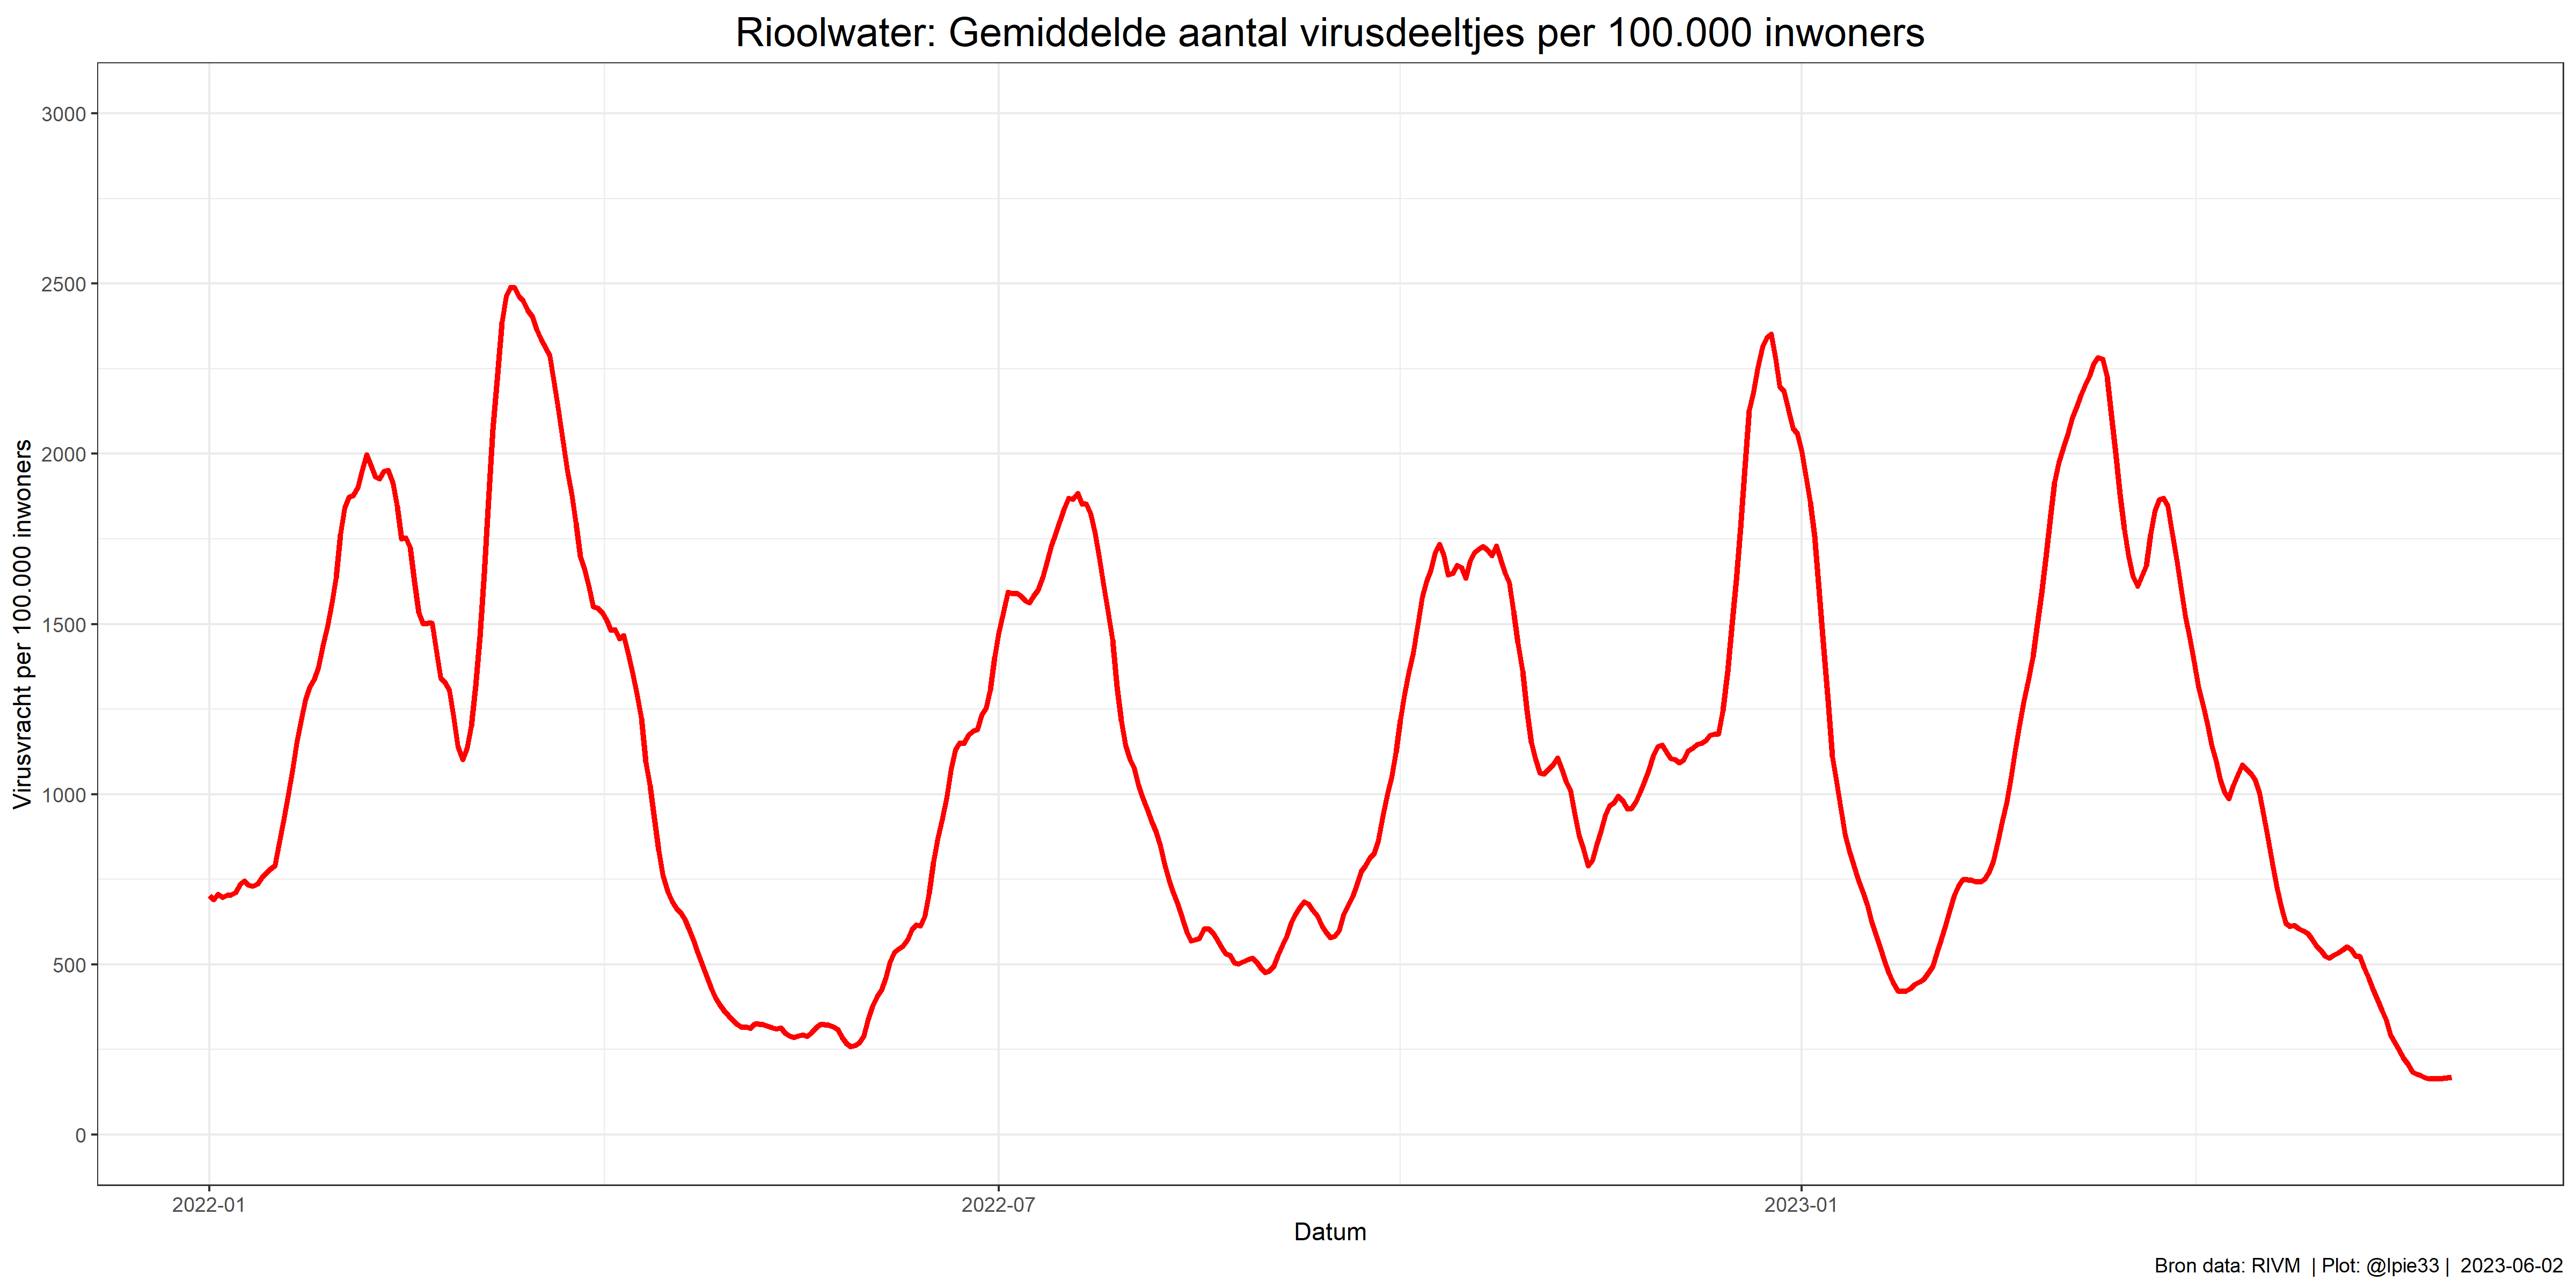 Rioolwater: Gemiddelde aantal virusdeeltjes per 100.000 inwoners
Virusvracht per 100.000 inwoners
3000
2500
2000
1500
1000
500
0
2022-01
2022-07
2023-01
Datum
Bron data: RIVM | Plot: @lpie33 | 2023-06-02